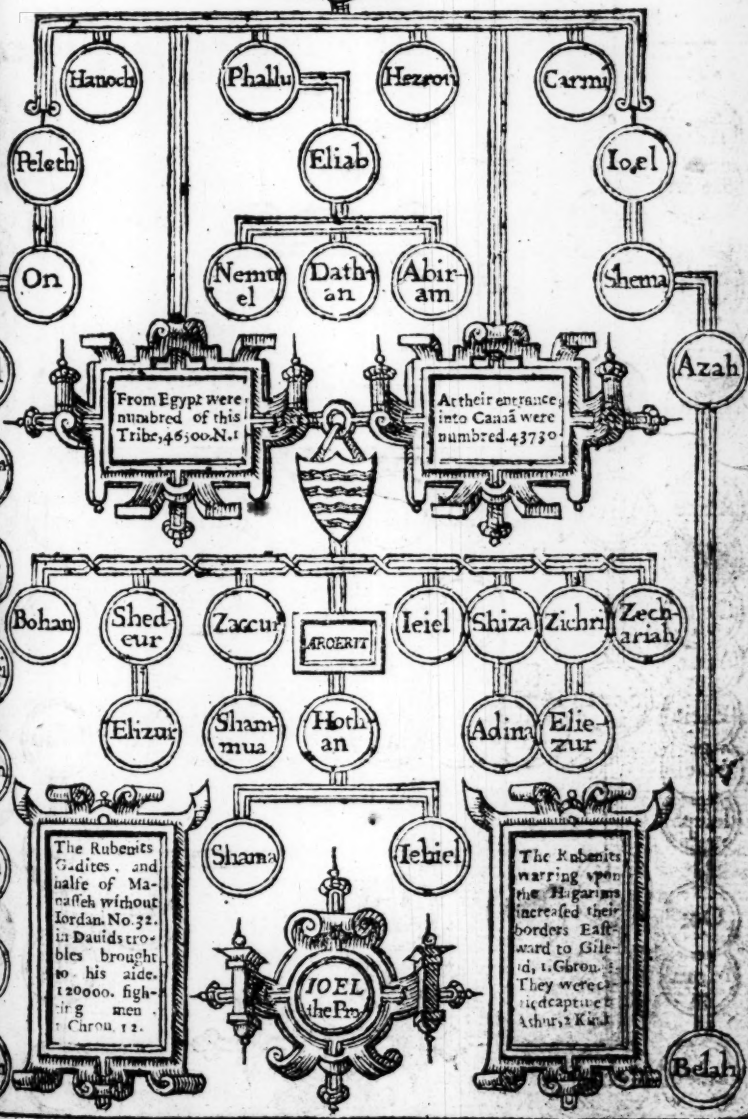 Hanoch
Phallu
Hezron
Carmi
Peleth
Eliab
Ioel
On
Nemu
el
Dath-
an
Abir-
am
Shema
Azah
From Egypt were
numbred of this
Tribe, 46500. N. 1
At their entrance
into Canaã were
numbred. 43730
Bohan
Shed-
eur
Zaccur
AROERIT
Ieiel
Shiza
Zichri
Zech-
ariah
Elizur
Sham-
mua
Hoth
an
Adina
Elie-
zur
Shama
Iehiel
The Rubenits
Gadites, and
halfe of Ma-
nasseh without
Iordan. No. 32.
in Dauids tro-
bles brought
to his aide.
120000. figh-
ting men
1 Chron. 12.
The Rubenits
warring vpon
the Hagarims
increased their
borders East-
ward to Gile-
ad, 1. Chron.
They were ca-
ried captiue t
Ashur, 2 Kin.
IOEL
the Pro
Belah